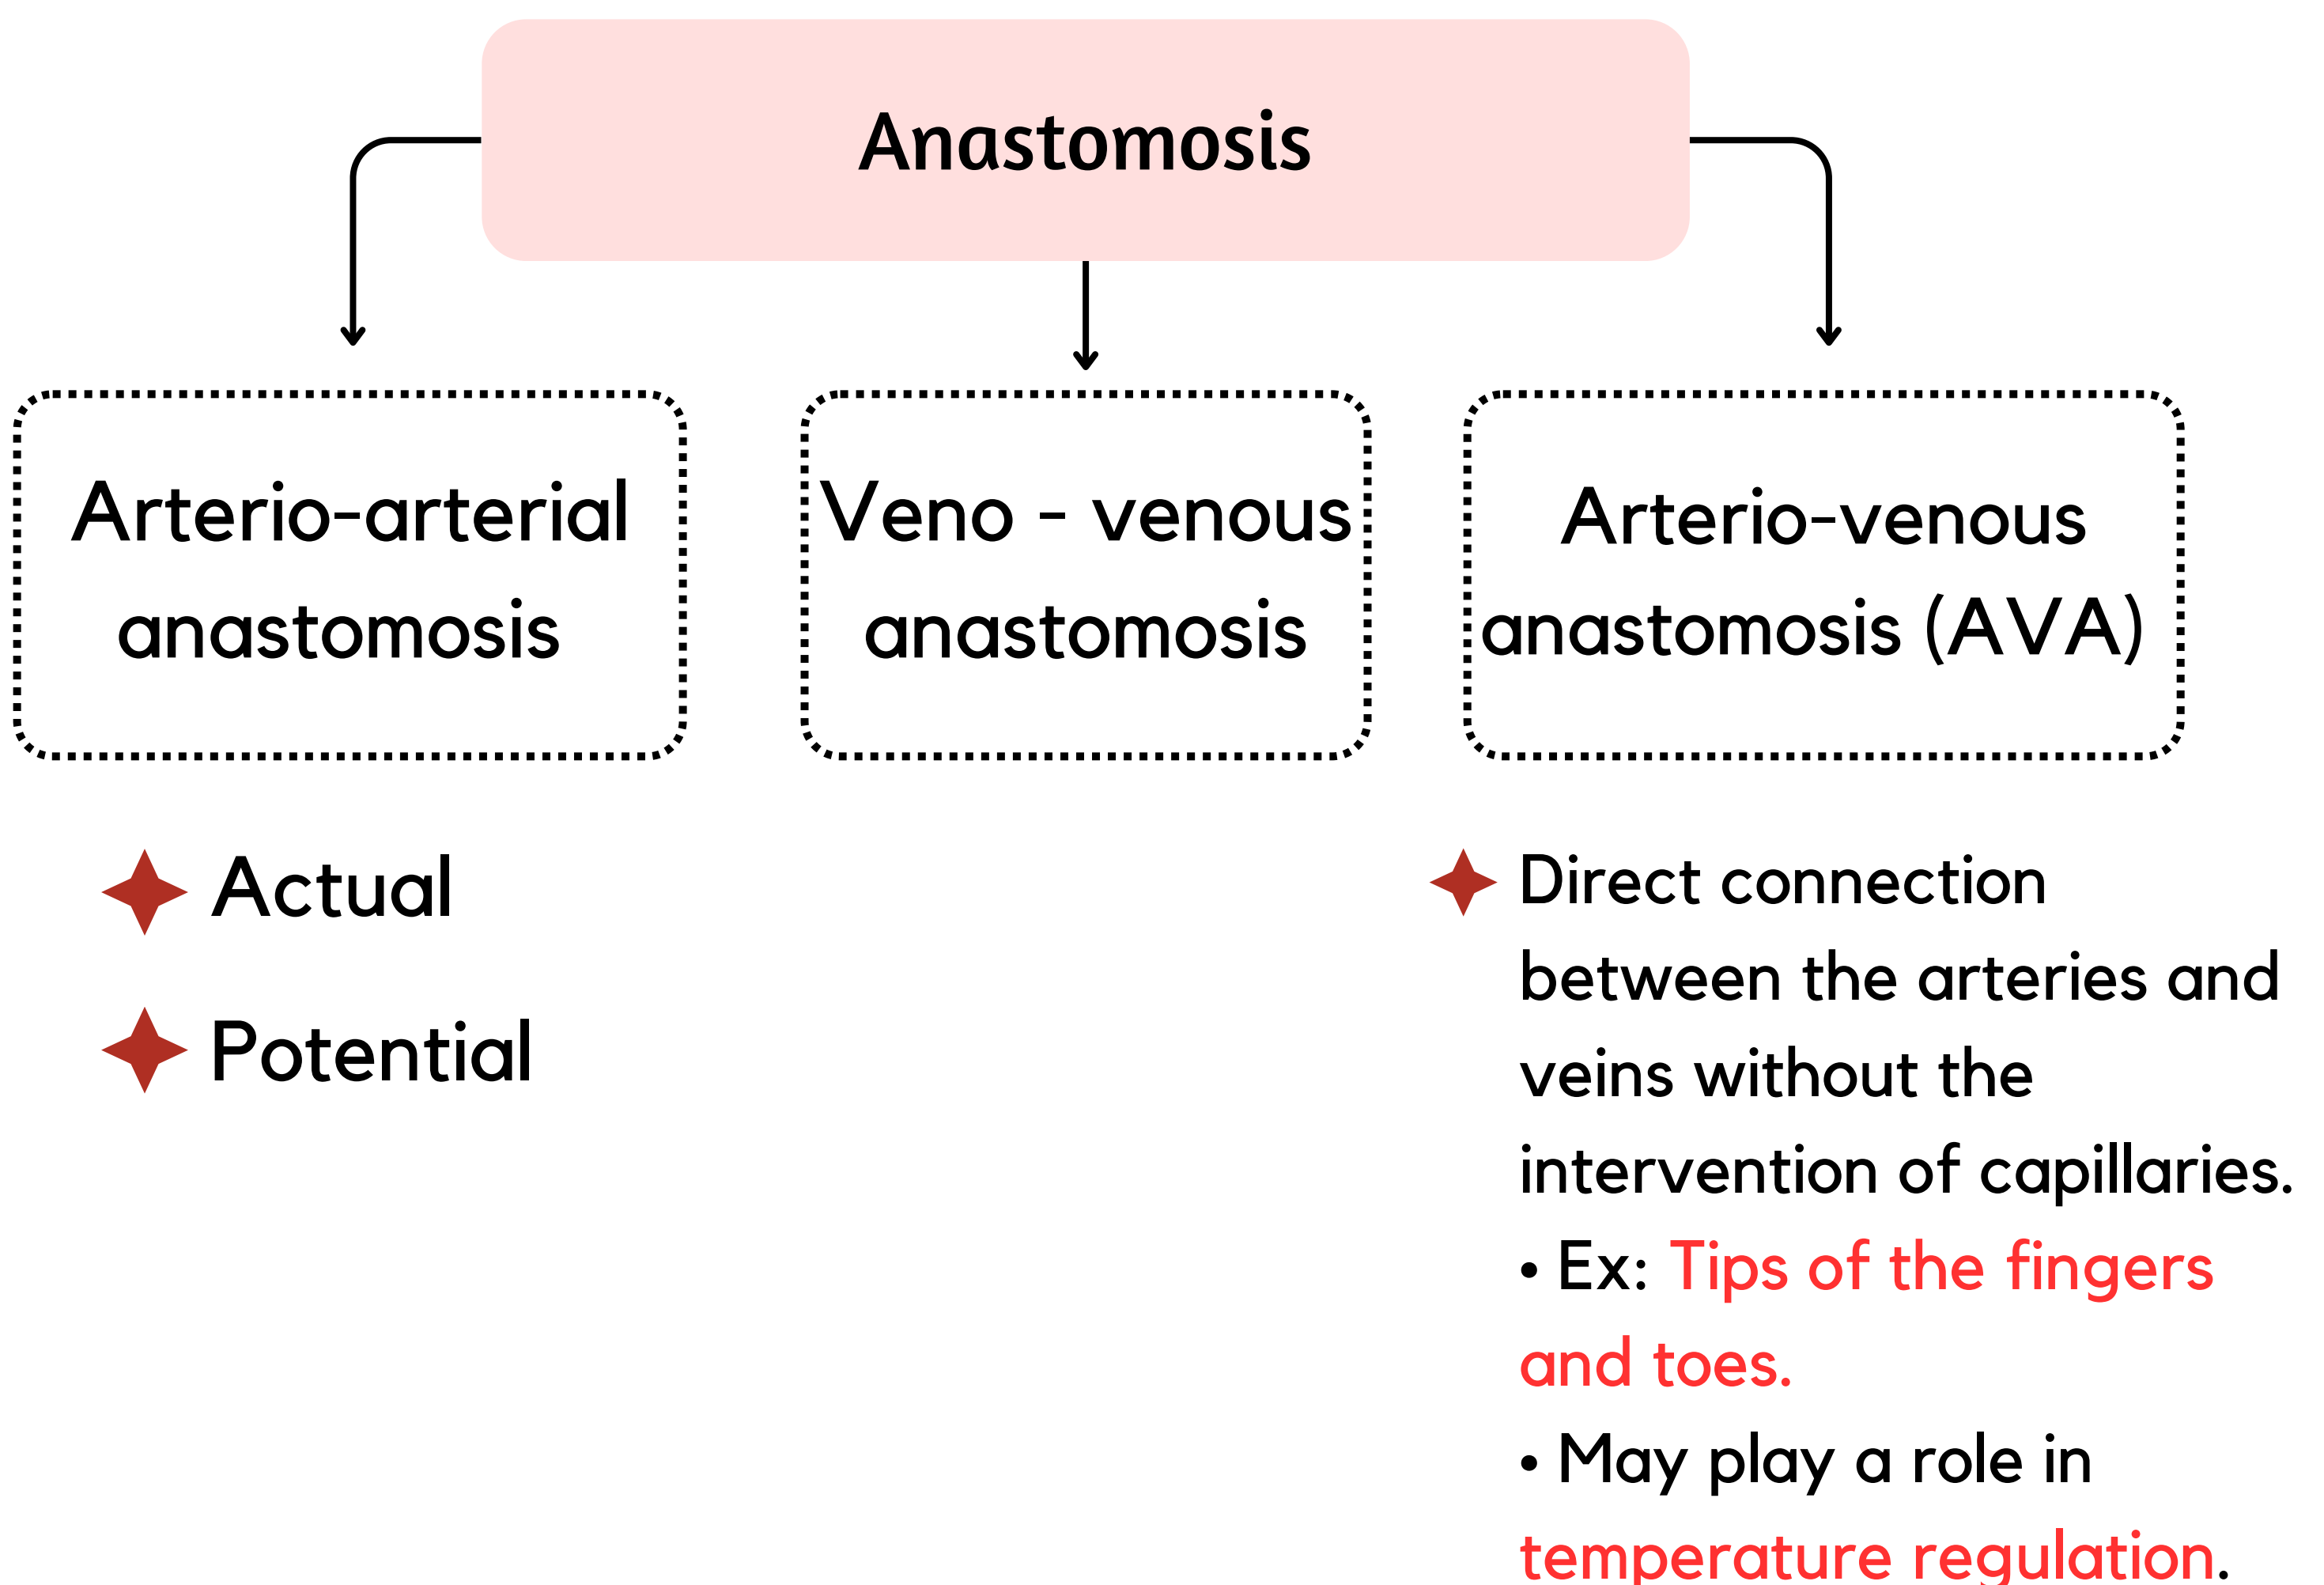 Anastomosis
Arterio-arterial
anastomosis
Veno - venous
anastomosis
Arterio-venous
anastomosis (AVA)
Actual
Potential
Direct connection
between the arteries and
veins without the
intervention of capillaries.
• Ex: Tips of the fingers
and toes.
• May play a role in
temperature regulation.